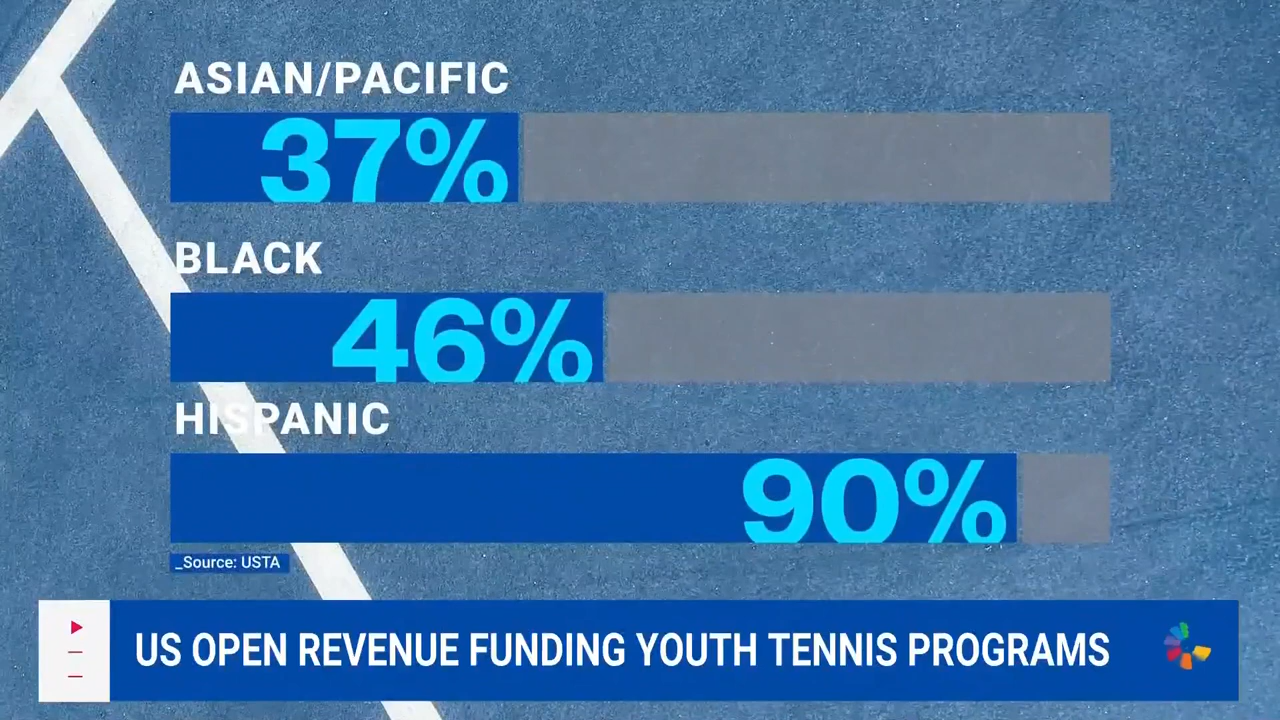 ASIAN/PACIFIC
37%
BLACK
46%
HISPANIC
90%
_Source: USTA
US OPEN REVENUE FUNDING YOUTH TENNIS PROGRAMS